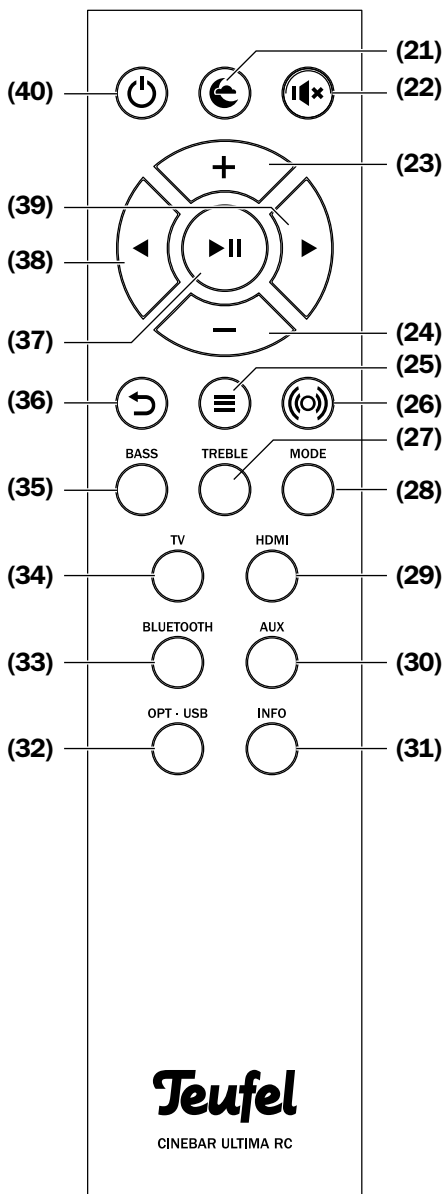 (21)
(40) (22)
(23)
(39)
(38)
(37) (24)
(25)
(36) (26)
(27)
BASS TREBLE MODE
(35) (28)
TV HDMI
(34) (29)
BLUETOOTH AUX
(33) (30)
OPT · USB INFO
(32) (31)
Teufel
CINEBAR ULTIMA RC